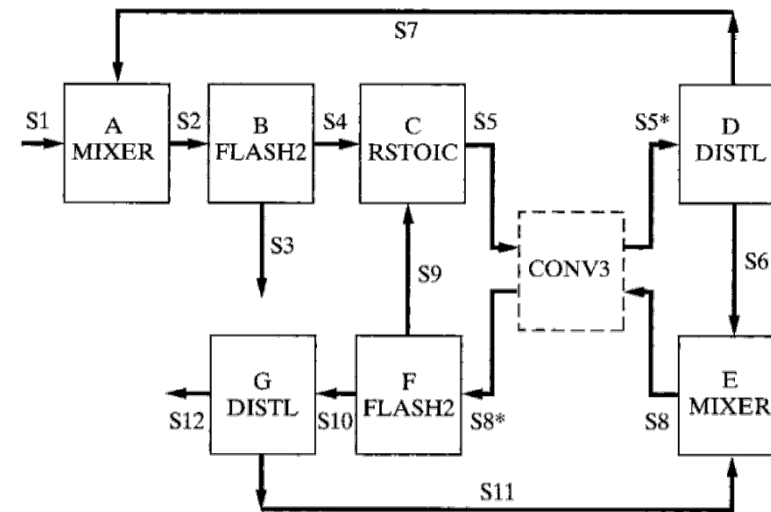 S7
S1
A
MIXER
S2
B
FLASH2
S4
C
RSTOIC
S5
S5*
D
DISTL
S3
S9
CONV3
S6
S12
G
DISTL
S10
F
FLASH2
S8*
S8
E
MIXER
S11